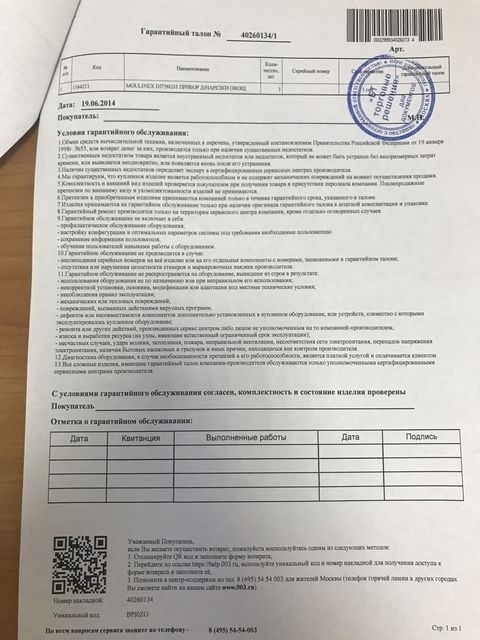 Гарантийный талон № 40260134/1
Арт.
№ п/п
Код
Наименование
Коли-чество, шт.
Серийный номер
гарантийный талон
1
1164211
MOULINEX DJ756G35 ПРИБОР Д/НАРЕЗКИ ОВОЩ
1
"БТ торговые решения"
для документов
М.П.
Дата: 19.06.2014
Покупатель:
Условия гарантийного обслуживания:
1.Обмен средств вычислительной техники, включенных в перечень, утвержденный постановлением Правительства Российской Федерации от 19 января
1998г. №55, или возврат денег за них, производится только при наличии существенных недостатков.
2.Существенным недостатком товара является неустранимый недостаток или недостаток, который не может быть устранен без несоразмерных затрат
времени, или выявляется неоднократно, или появляется вновь после его устранения.
3.Наличие существенных недостатков определяет эксперт в сертифицированных сервисных центрах производителя.
4.Мы гарантируем, что купленное изделие является работоспособным и не содержит механических повреждений на момент осуществления продажи.
5.Комплектность и внешний вид изделий проверяется покупателем при получении товара в присутствии персонала компании. Послепродажные
претензии по внешнему виду и укомплектованности изделий не принимаются.
6.Претензии к приобретенным изделиям принимаются компанией только в течение гарантийного срока, указанного в талоне.
7.Изделия принимаются на гарантийное обслуживание только при наличии оригинала гарантийного талона в штатной комплектации и упаковке.
8.Гарантийный ремонт производится только на территории сервисного центра компании, кроме отдельно оговоренных случаев
9.Гарантийное обслуживание не включает в себя:
- профилактическое обслуживание оборудования;
- настройку конфигурации в оптимальных параметрах системы под требования необходимые пользователю
- сохранение информации пользователя;
- обучение пользователей навыками работы с оборудованием
10.Гарантийное обслуживание не производится в случае:
- несовпадения серийных номеров на неё изделие или на его отдельные компоненты с номерами, записанными в гарантийном талоне,
- отсутствия или нарушения целостности стикеров и маркировочных наклеек производителя
11.Гарантийное обслуживание не распространяется на оборудование, вышедшее из строя в результате:
- использования оборудования не по назначению или при неправильном его использовании,
- некорректной установки, освоения, модификации или адаптации под местные технические условия;
- несоблюдения правил эксплуатации;
- механических или тепловых повреждений,
- повреждений, вызванных действиями вирусных программ,
- дефектов или несовместимости компонентов дополнительно установленных к купленное оборудование, или устройств, совместно с которыми
эксплуатировалось купленное оборудование;
- ремонта или других действий, произведенных сервис центром либо лицом не уполномоченным на то компанией-производителем,
- износа и выработки ресурса (на узлы, имеющие естественный ограниченный срок эксплуатации);
- несчастных случаев, удара молнии, затопления, пожара, неправильной вентиляции, несоответствия сети электропитания, перепадов напряжения
электропитания, наличия бытовых насекомых и грызунов и иных причин, находящихся вне контроля производителя.
12.Диагностика оборудования, в случае необоснованности претензий к его работоспособности, является платной услугой и оплачивается клиентом.
13.Все сложные изделия, имеющие гарантийный талон компании-производителя обслуживаются только уполномоченными сертифицированными
сервисными центрами производителя.
С условиями гарантийного обслуживания согласен, комплектность и состояние изделия проверены
Покупатель
Отметка о гарантийном обслуживании:
Дата
Квитанция
Выполненные работы
Дата
Подпись
Уважаемый Покупатель,
если Вы желаете осуществить возврат, пожалуйста воспользуйтесь одним из следующих методов:
1. Отсканируйте QR код и заполните форму возврата;
2. Перейдите по ссылке https://help.003.ru, используйте уникальный код и номер накладной для получения доступа к
форме возврата и заполните её;
3. Позвоните в центр-поддержки по тел. 8 (495) 54 54 003 для жителей Москвы (телефон горячей линии в других городах
Вы сможете найти на нашем сайте www.003.ru).
Номер накладной:
40260134
Уникальный код: BPI0ZO
По всем вопросам сервиса звоните по телефону - 8 (495) 54-54-003
Стр. 1 из 1